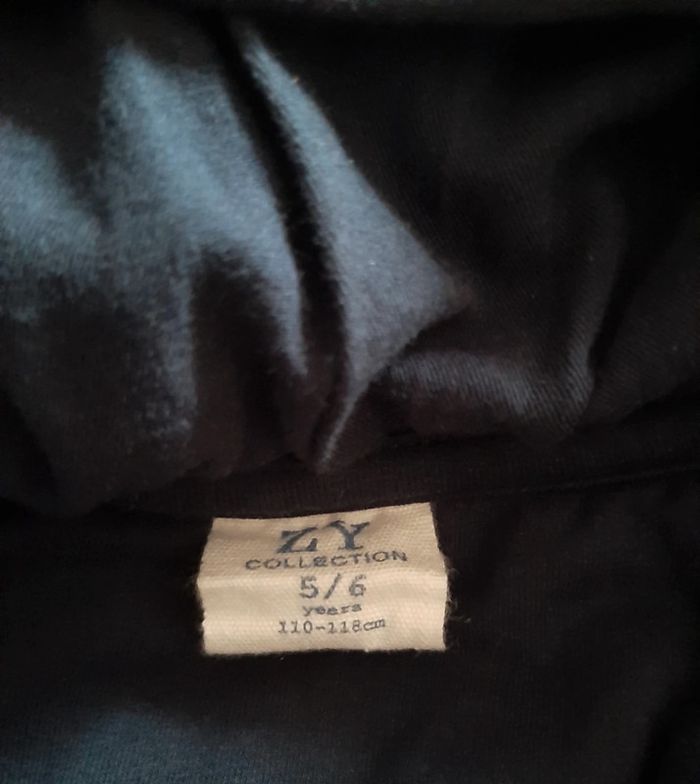 ZY
COLLECTION
5/6
years
110-118cm